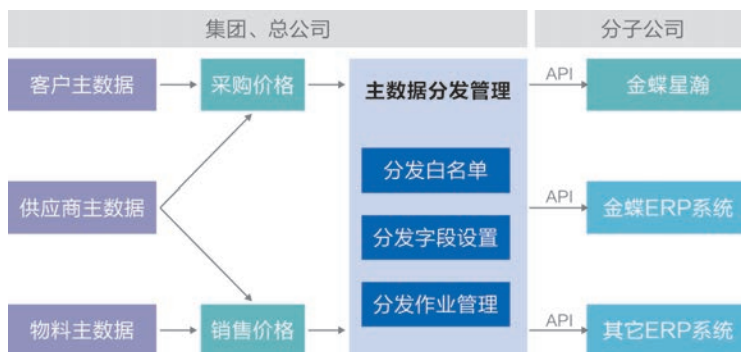 集团、总公司
分子公司
客户主数据
采购价格
主数据分发管理
API
金蝶星瀚
分发白名单
供应商主数据
API
金蝶ERP系统
分发字段设置
分发作业管理
物料主数据
销售价格
API
其它ERP系统